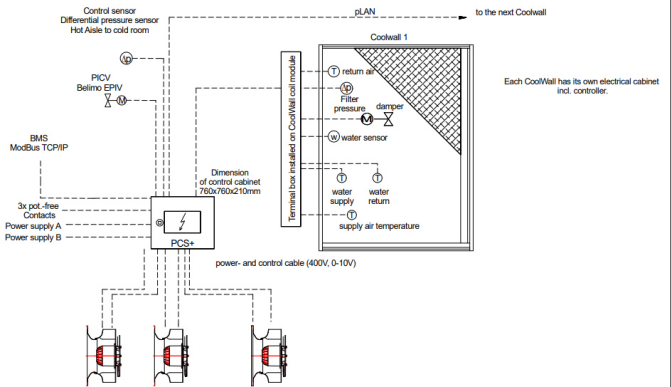 Control sensor
Differential pressure sensor
Hot Aisle to cold room
pLAN
to the next Coolwall
Coolwall 1
Δp
PICV
Belimo EPIV
M
Each CoolWall has its own electrical cabinet
incl. controller.
Terminal box installed on CoolWall coil module
T return air
Δp
Filter
pressure
damper
M
W water sensor
T
T
water
supply
water
return
T
supply air temperature
BMS
ModBus TCP/IP
Dimension
of control cabinet
760x760x210mm
3x pot.-free
Contacts
Power supply A
Power supply B
PCS+
power- and control cable (400V, 0-10V)